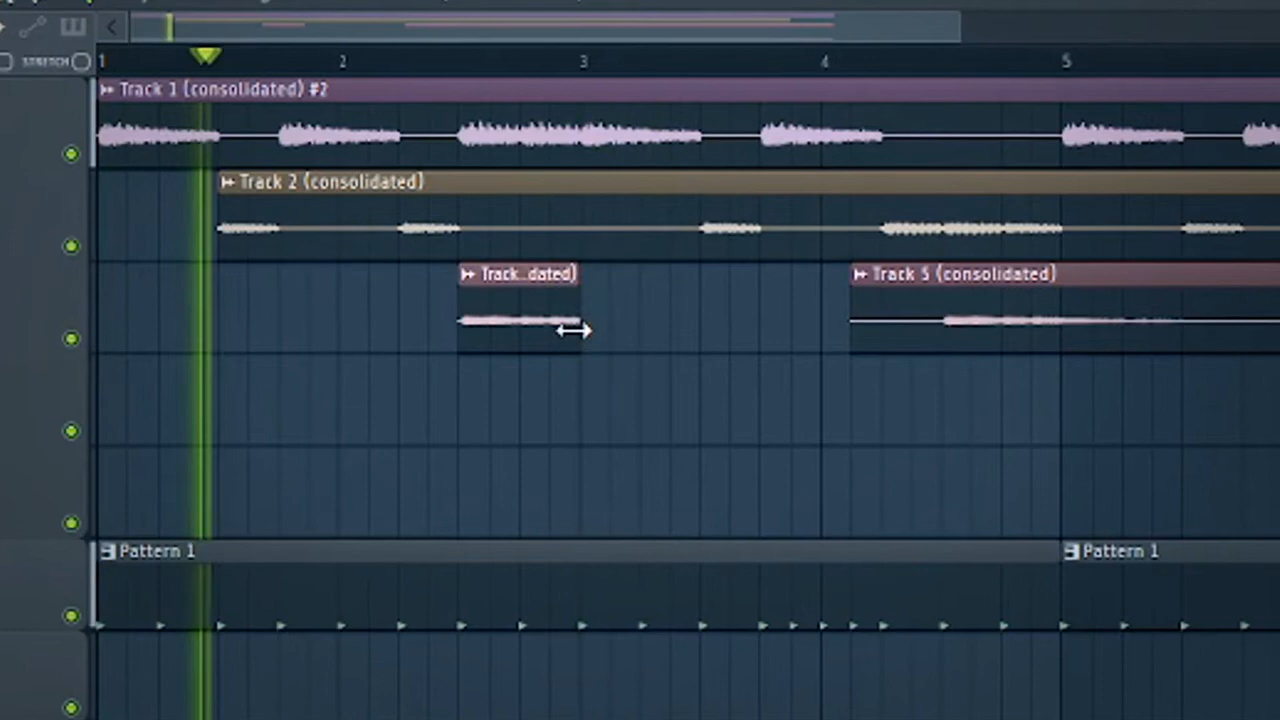 STRETCH
1 2 3 4 5
Track 1 (consolidated) #2
Track 2 (consolidated)
Track..dated) Track 5 (consolidated)
Pattern 1 Pattern 1